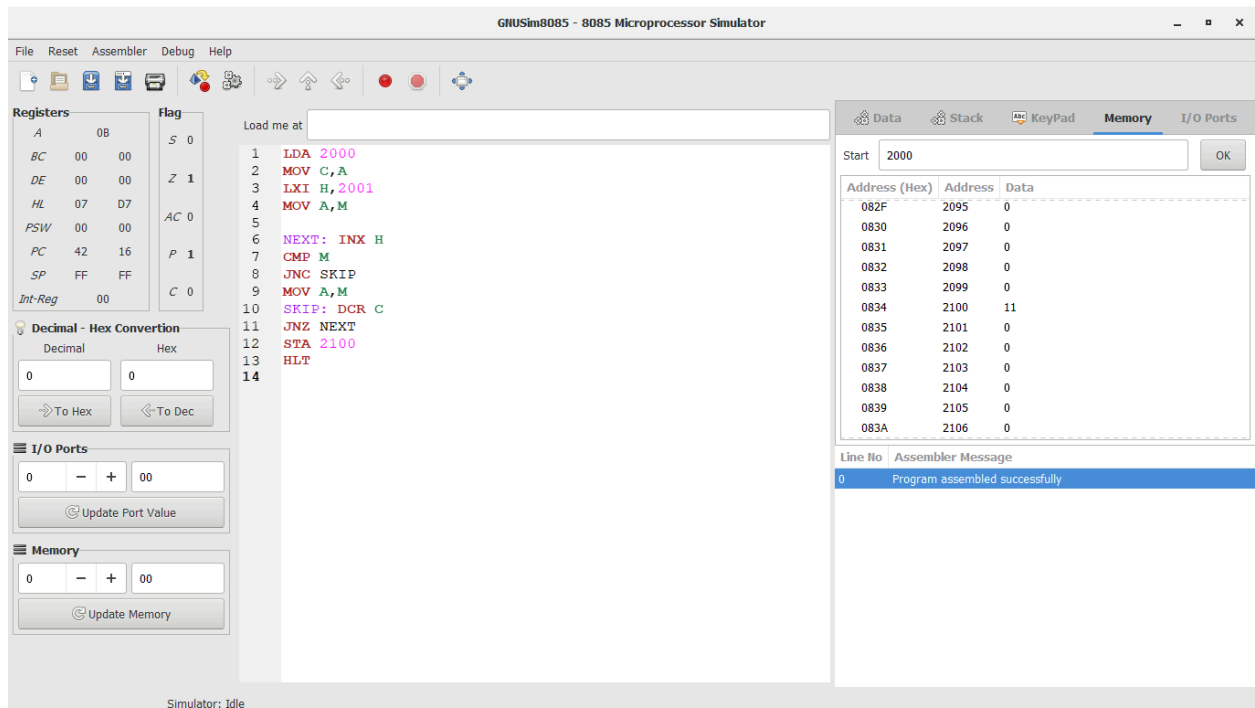 GNUSim8085 - 8085 Microprocessor Simulator
File Reset Assembler Debug Help
Registers
A 0B
BC 00 00
DE 00 00
HL 07 D7
PSW 00 00
PC 42 16
SP FF FF
Int-Reg 00
Flag
S 0
Z 1
AC 0
P 1
C 0
Decimal - Hex Convertion
Decimal Hex
0 0
To Hex To Dec
I/O Ports
0 − + 00
Update Port Value
Memory
0 − + 00
Update Memory
Load me at
1 LDA 2000
2 MOV C,A
3 LXI H,2001
4 MOV A,M
5
6 NEXT: INX H
7 CMP M
8 JNC SKIP
9 MOV A,M
10 SKIP: DCR C
11 JNZ NEXT
12 STA 2100
13 HLT
14
Data Stack Abc KeyPad Memory I/O Ports
Start 2000 OK
Address (Hex) Address Data
082F 2095 0
0830 2096 0
0831 2097 0
0832 2098 0
0833 2099 0
0834 2100 11
0835 2101 0
0836 2102 0
0837 2103 0
0838 2104 0
0839 2105 0
083A 2106 0
Line No Assembler Message
0 Program assembled successfully
Simulator: Idle